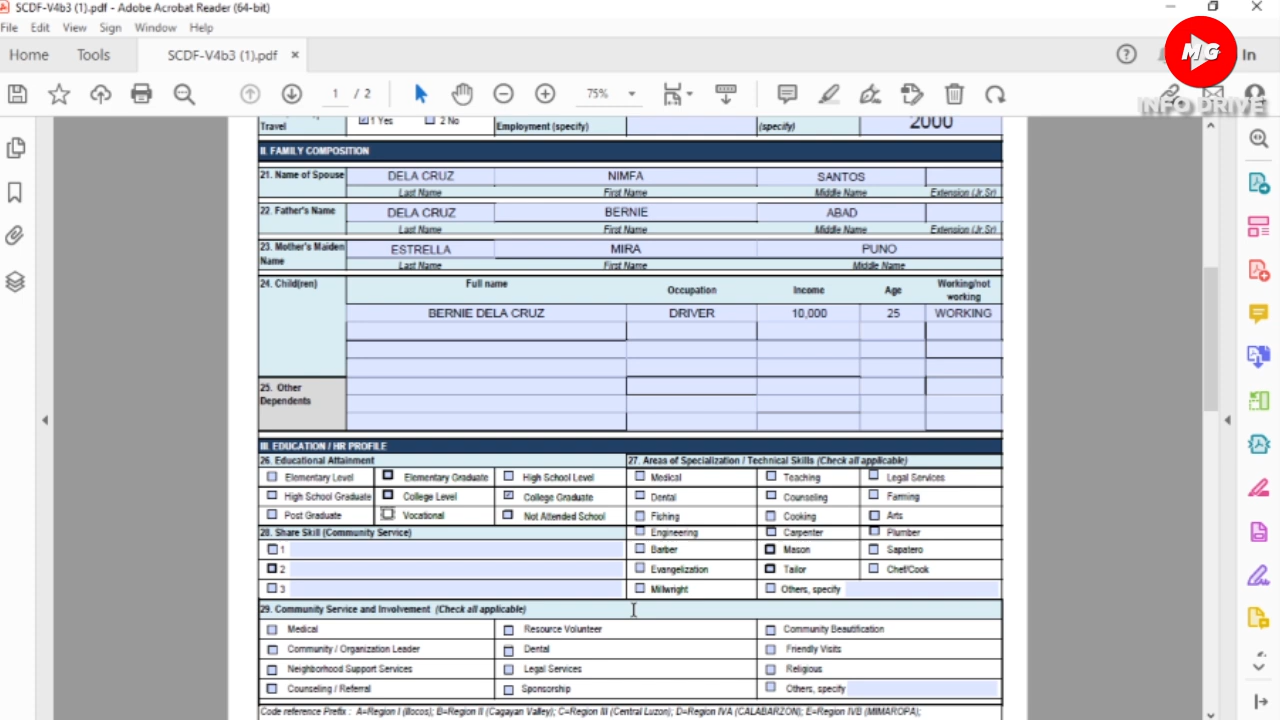 SCDF-V4b3 (1).pdf - Adobe Acrobat Reader (64-bit)
File Edit View Sign Window Help
Home Tools SCDF-V4b3 (1).pdf × In
MG
INFO DRIVE
1 / 2 75%
Travel 1 Yes 2 No Employment (specify) (specify) 2000
II. FAMILY COMPOSITION
21. Name of Spouse DELA CRUZ NIMFA SANTOS
Last Name First Name Middle Name Extension (Jr.Sr)
22. Father's Name DELA CRUZ BERNIE ABAD
Last Name First Name Middle Name Extension (Jr.Sr)
23. Mother's Maiden Name ESTRELLA MIRA PUNO
Last Name First Name Middle Name
24. Child(ren) Full name Occupation Income Age Working/not working
BERNIE DELA CRUZ DRIVER 10,000 25 WORKING
25. Other Dependents
III. EDUCATION / HR PROFILE
26. Educational Attainment 27. Areas of Specialization / Technical Skills (Check all applicable)
Elementary Level Elementary Graduate High School Level Medical Teaching Legal Services
High School Graduate College Level College Graduate Dental Counseling Farming
Post Graduate Vocational Not Attended School Fishing Cooking Arts
28. Share Skill (Community Service) Engineering Carpenter Plumber
1 Barber Mason Sapatero
2 Evangelization Tailor Chef/Cook
3 Millwright Others, specify
29. Community Service and Involvement (Check all applicable)
Medical Resource Volunteer Community Beautification
Community / Organization Leader Dental Friendly Visits
Neighborhood Support Services Legal Services Religious
Counseling / Referral Sponsorship Others, specify
Code reference Prefix : A=Region I (Ilocos); B=Region II (Cagayan Valley); C=Region III (Central Luzon); D=Region IVA (CALABARZON); E=Region IVB (MIMAROPA);